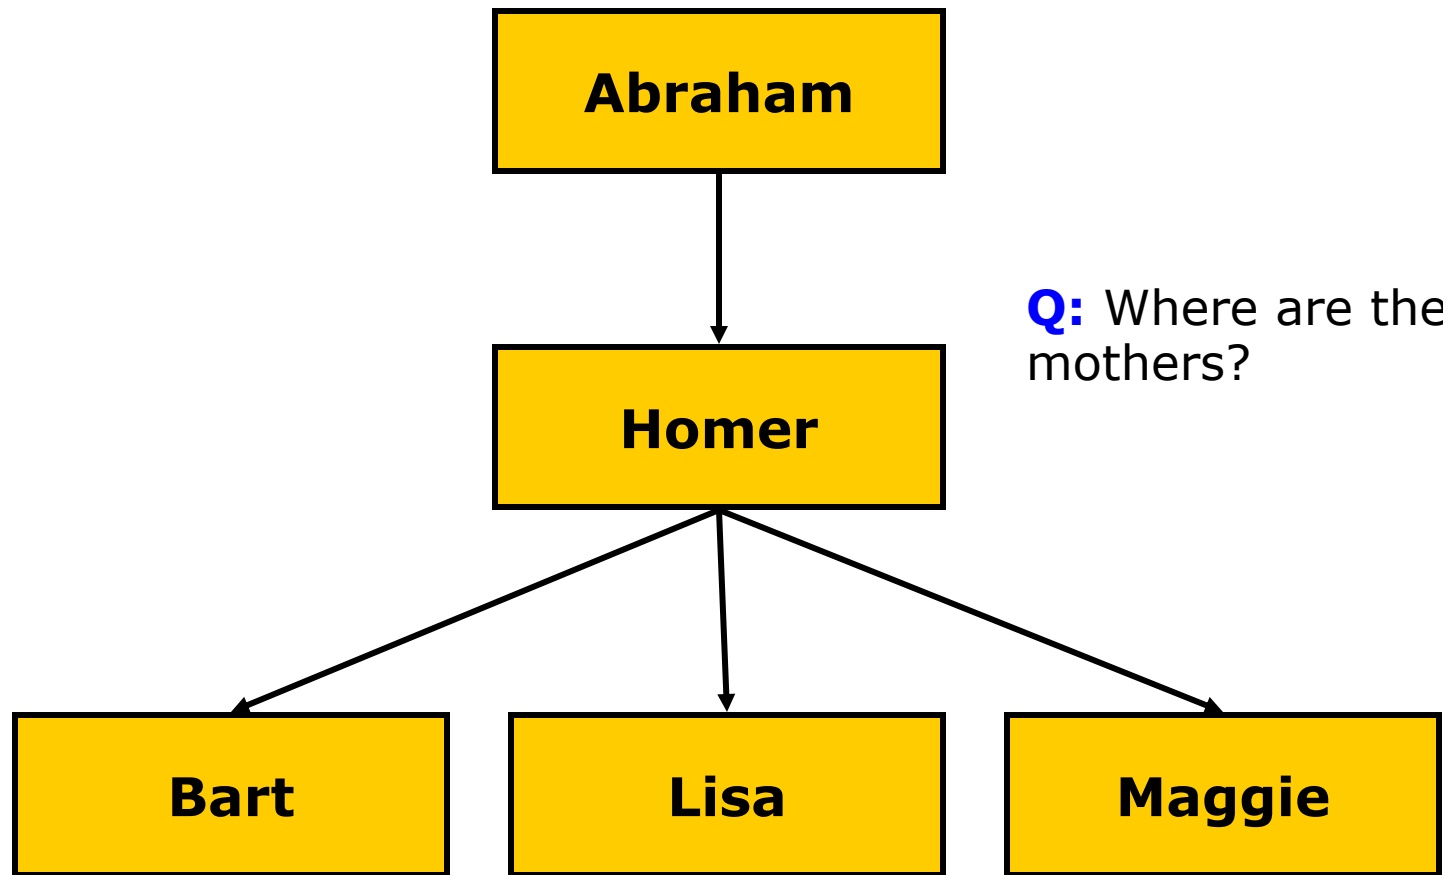 Abraham
Q: Where are the
mothers?
Homer
Bart
Lisa
Maggie